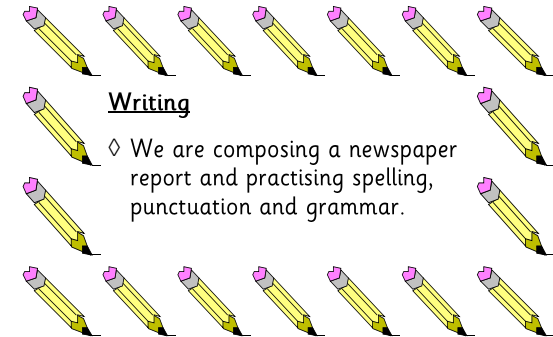 Writing
◊ We are composing a newspaper
report and practising spelling,
punctuation and grammar.